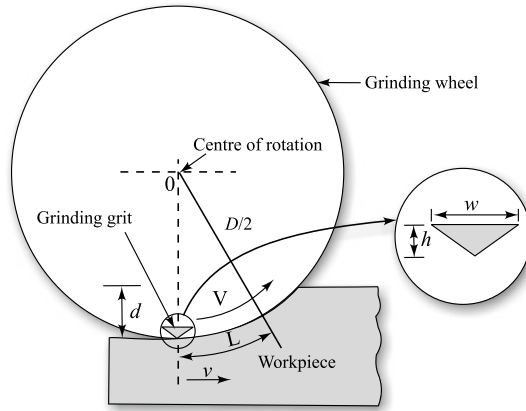 Grinding wheel
Centre of rotation
0
D/2
Grinding grit
w
h
d
V
L
Workpiece
v